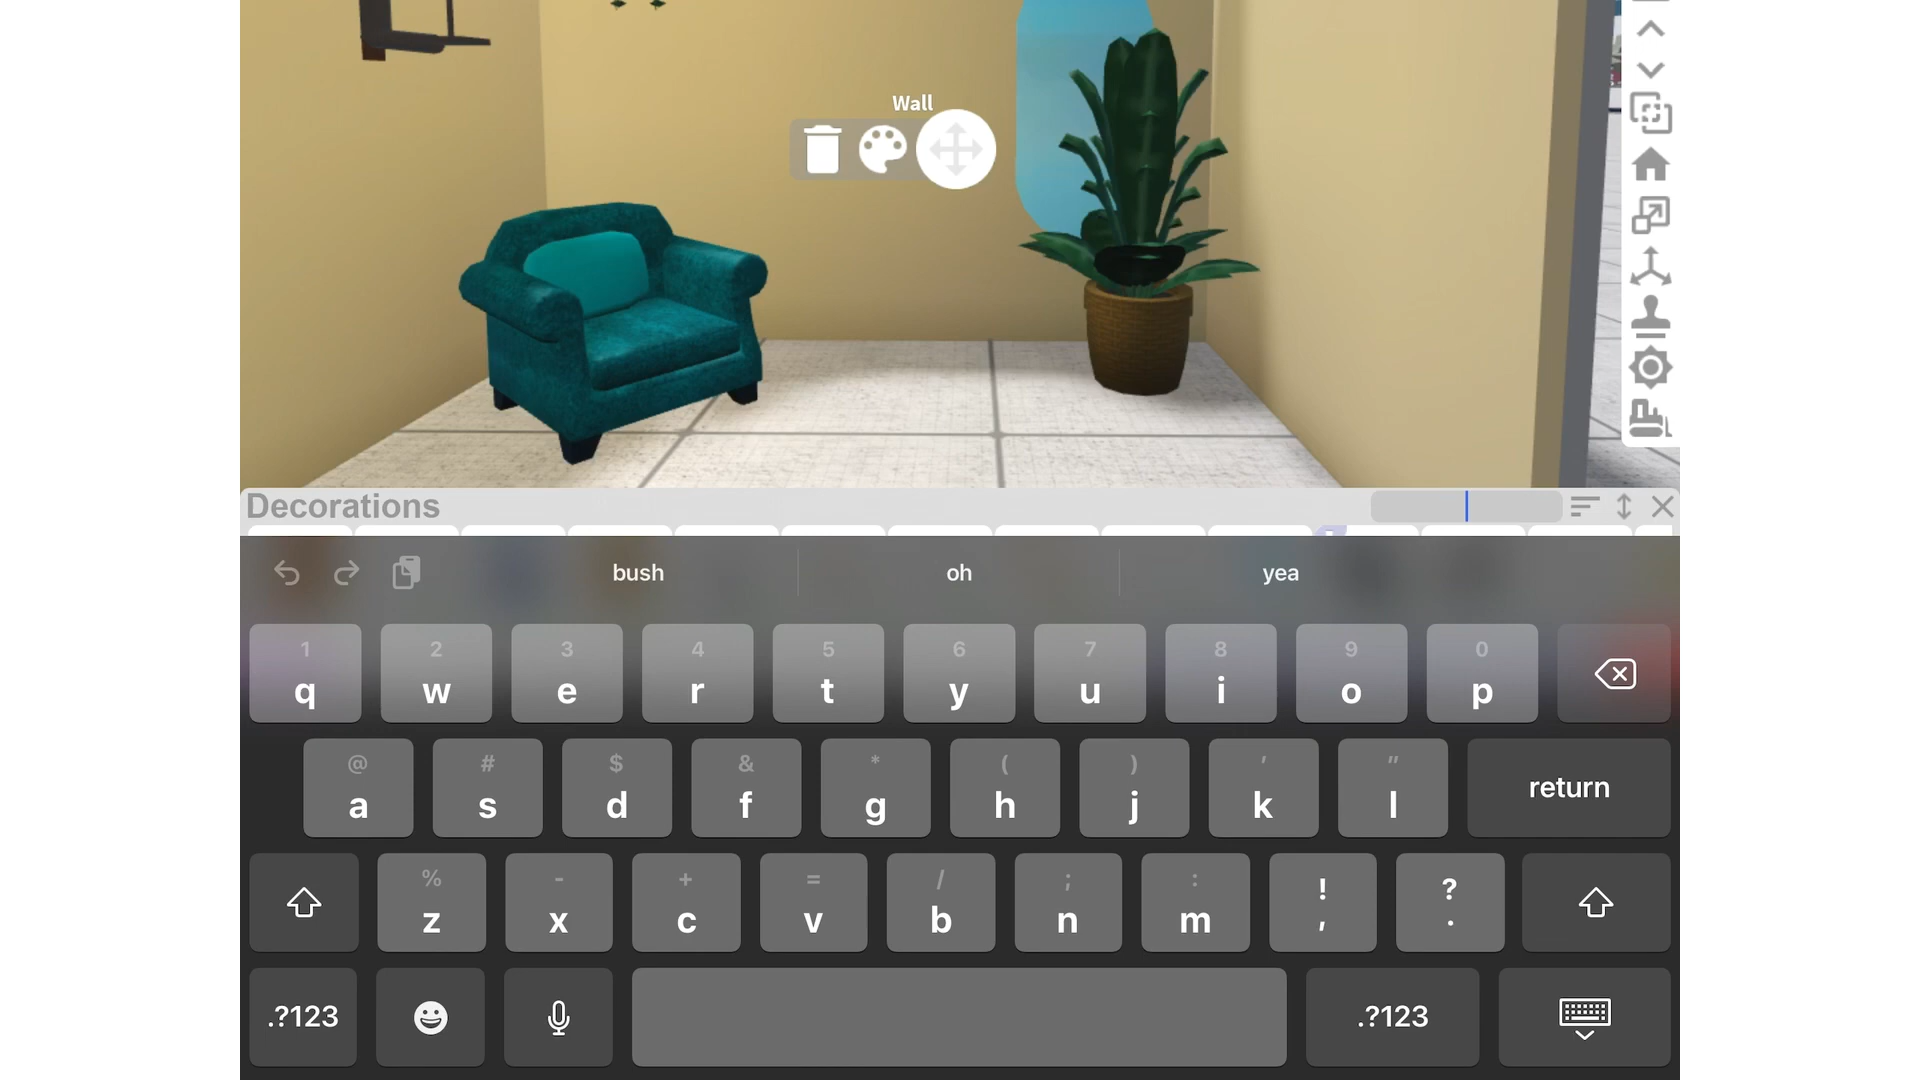 Wall
Decorations
bush oh yea
1 2 3 4 5 6 7 8 9 0
q w e r t y u i o p
@ # $ & * ( ) ' "
a s d f g h j k l return
% - + = / ; : ! ?
z x c v b n m , .
.?123 .?123